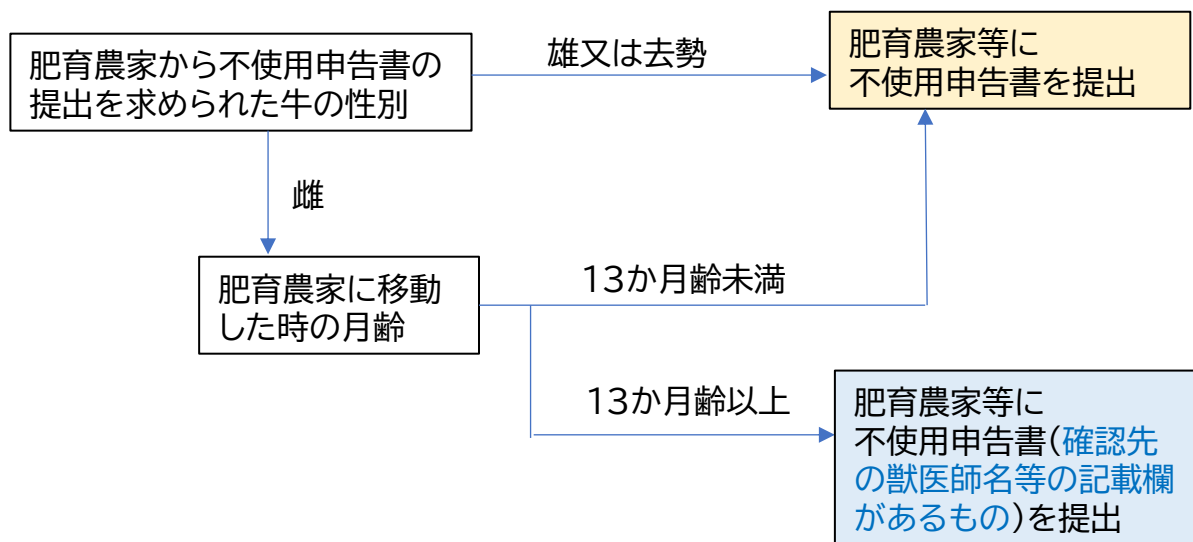 肥育農家から不使用申告書の
提出を求められた牛の性別
雄又は去勢
肥育農家等に
不使用申告書を提出
雌
肥育農家に移動
した時の月齢
13か月齢未満
13か月齢以上
肥育農家等に
不使用申告書(確認先
の獣医師名等の記載欄
があるもの)を提出